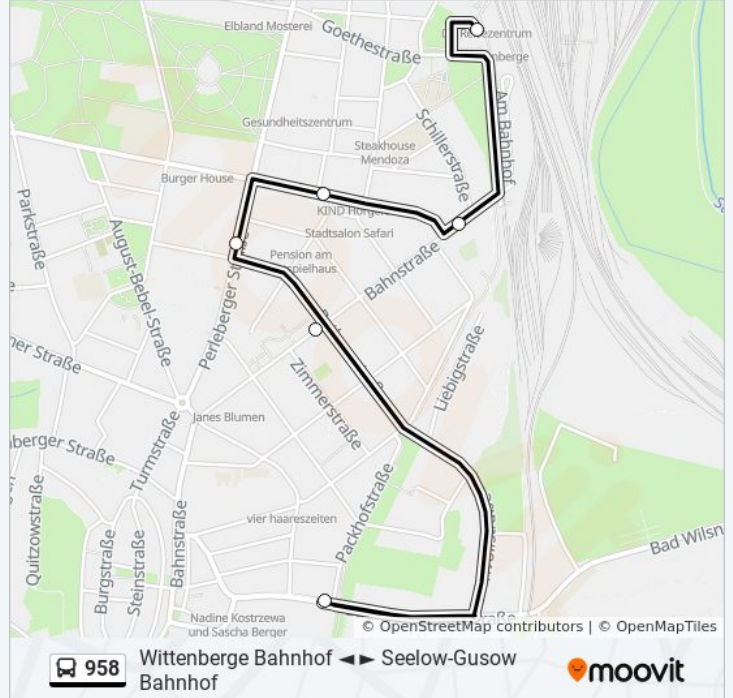 Elbland Mosterei
Goethestraße
Gesundheitszentrum
Schillerstraße
Am Bahnhof
Steakhouse
Mendoza
Burger House
Parkstraße
August-Bebel-Straße
Stadtsalon Safari
Pension am
Bahnstraße
Perleberger
Liebigstraße
Zimmerstraße
Janes Blumen
Turmstraße
Packhofstraße
Quitzowstraße
vier haareszeiten
Burgstraße
Steinstraße
Bahnstraße
Bad Wilsn
Nadine Kostrzewa
und Sascha Berger
© OpenStreetMap contributors | © OpenMapTiles
958
Wittenberge Bahnhof ◄► Seelow-Gusow
Bahnhof
moovit